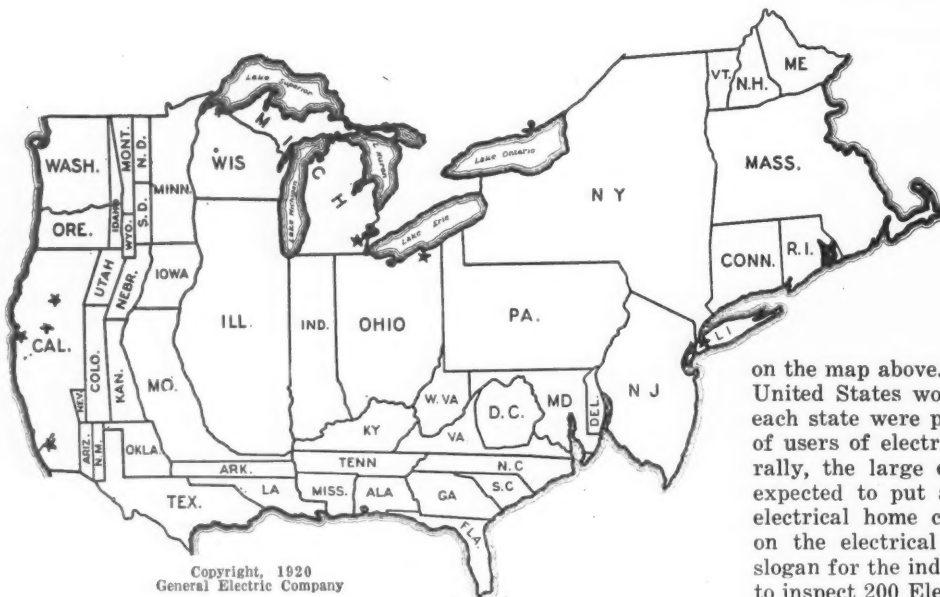 Lake Superior
ME
VT.
N.H.
MICH
Lake Huron
Lake Michigan
Lake Ontario
Lake Erie
WASH.
MONT.
N. D.
WIS
MASS.
MINN.
N Y
IDAHO
S. D.
ORE.
WYO.
CONN.
R. I.
UTAH
NEBR.
IOWA
ILL.
IND.
OHIO
PA.
L I
CAL.
COLO.
KAN.
MO.
N J
NEV.
W. VA
D. C.
MD
DEL.
KY
VA.
ARIZ.
N. M.
OKLA.
ARK.
TENN
N. C
TEX.
LA
MISS.
ALA
GA
S. C
FLA.
Copyright, 1920
General Electric Company
on the map above.
United States wo
each state were p
of users of electr
rally, the large c
expected to put a
electrical home c
on the electrical
slogan for the ind
to inspect 200 Ele